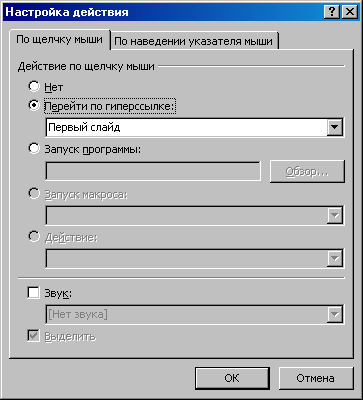 Настройка действия
По щелчку мыши
По наведении указателя мыши
Действие по щелчку мыши
Нет
Перейти по гиперссылке:
Первый слайд
Запуск программы:
Обзор...
Запуск макроса:
Действие:
Звук:
[Нет звука]
Выделить
ОК
Отмена